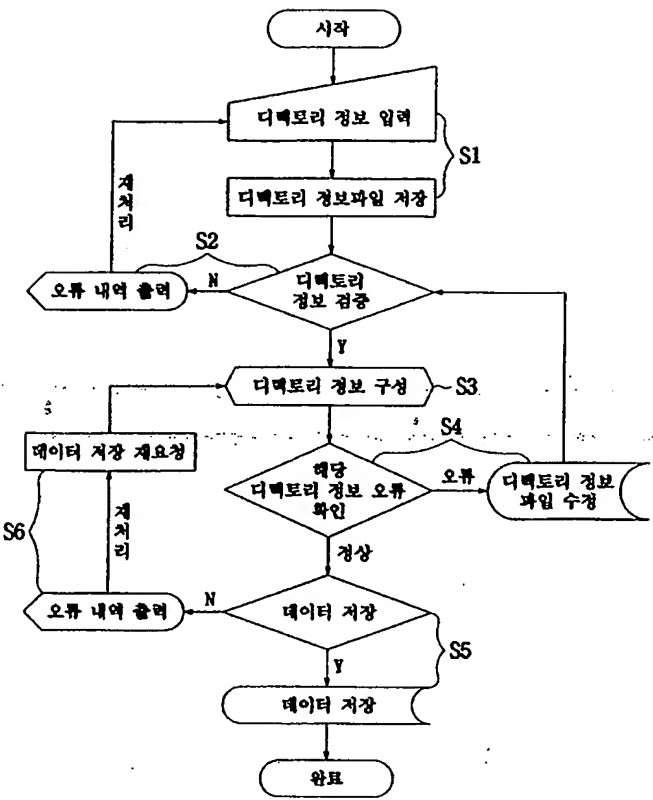 시작
디렉토리 정보 입력
S1
재
처
리
디렉토리 정보파일 저장
S2
오류 내역 출력
N
디렉토리
정보 검증
Y
디렉토리 정보 구성
S3
데이터 저장 재요청
S4
해당
디렉토리 정보 오류
확인
오류
디렉토리 정보
파일 수정
S6
재
처
리
정상
오류 내역 출력
N
데이터 저장
S5
Y
데이터 저장
완료